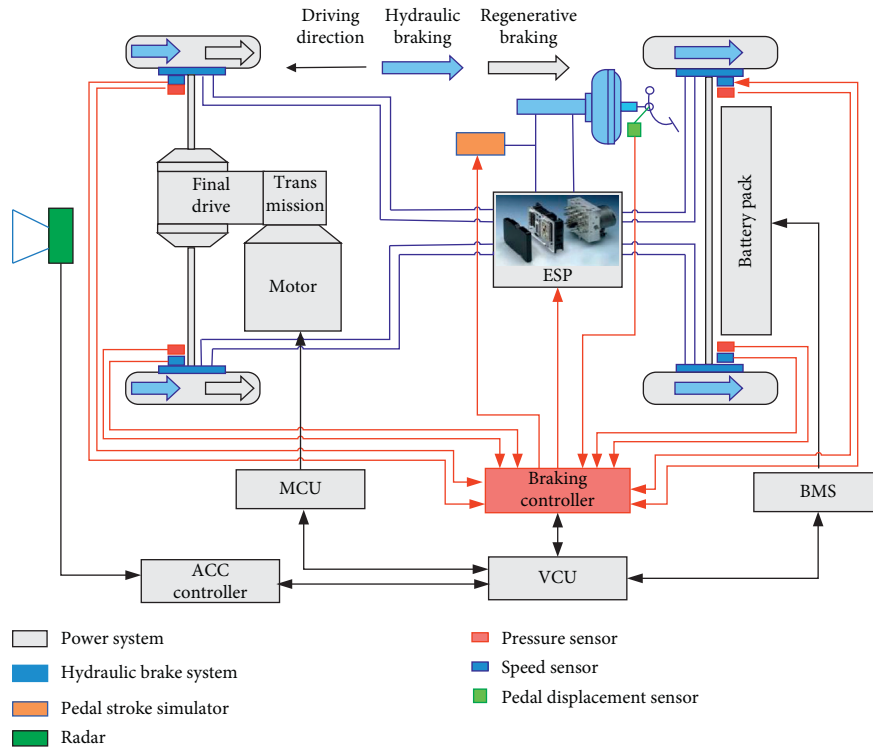 Driving
direction
Hydraulic
braking
Regenerative
braking
Final
drive
Trans
mission
Motor
ESP
Battery pack
MCU
Braking
controller
BMS
ACC
controller
VCU
Power system
Hydraulic brake system
Pedal stroke simulator
Radar
Pressure sensor
Speed sensor
Pedal displacement sensor